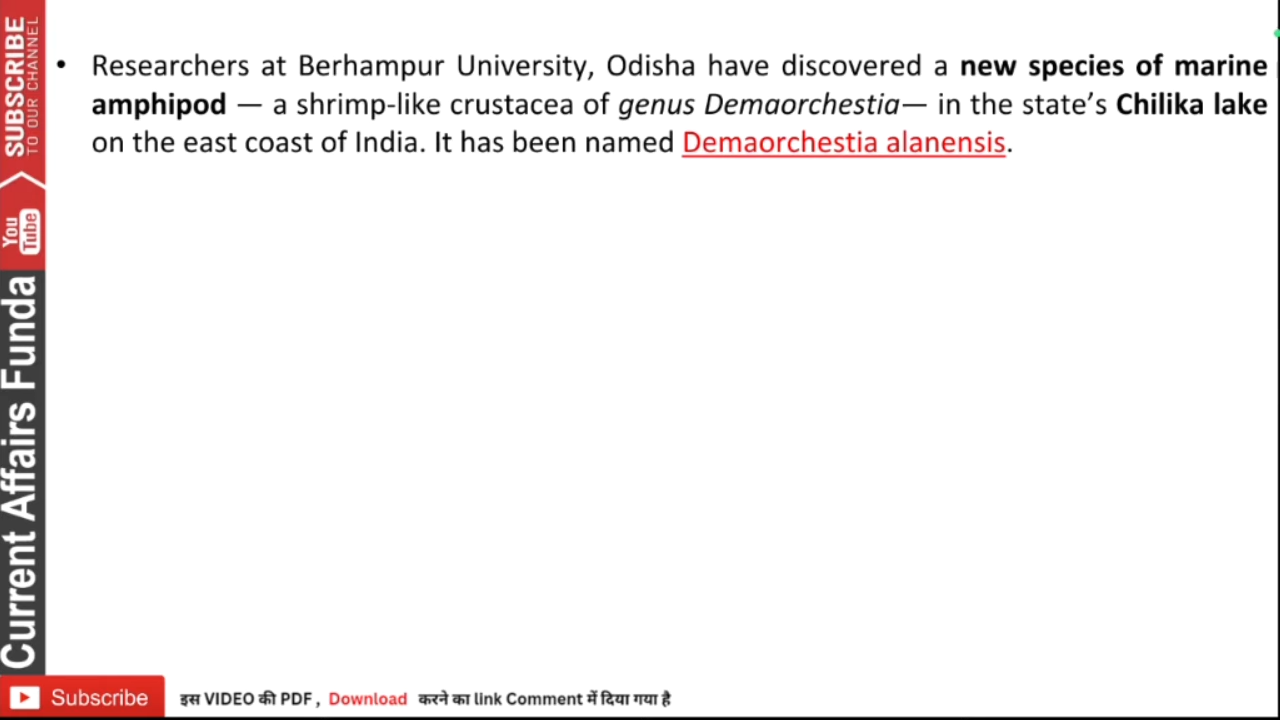 • Researchers at Berhampur University, Odisha have discovered a new species of marine
amphipod — a shrimp-like crustacea of genus Demaorchestia— in the state’s Chilika lake
on the east coast of India. It has been named Demaorchestia alanensis.
SUBSCRIBE
TO OUR CHANNEL
You
Tube
Current Affairs Funda
Subscribe
इस VIDEO की PDF , Download करने का link Comment में दिया गया है